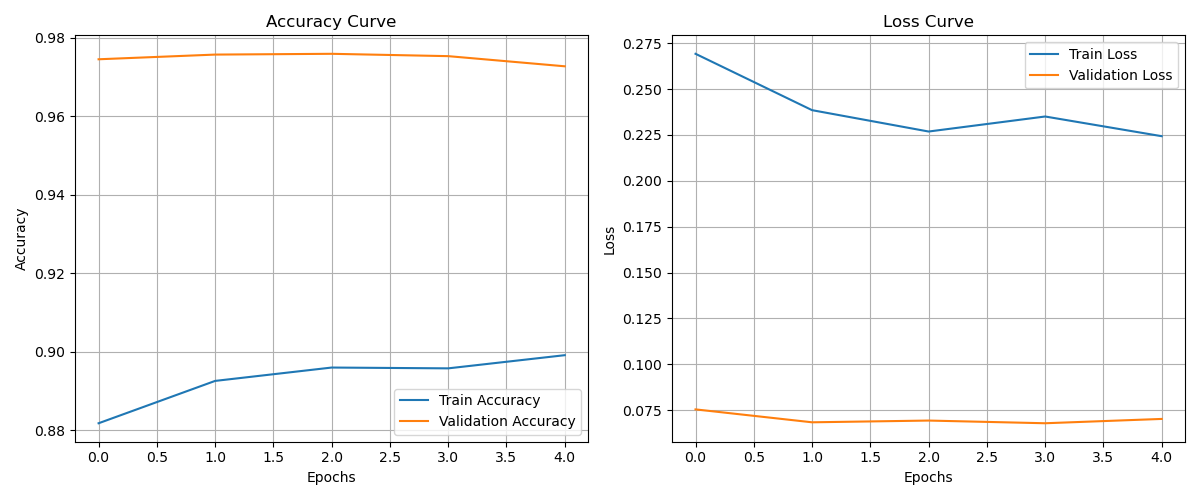 Accuracy Curve
0.98
0.96
0.94
0.92
0.90
0.88
Accuracy
Train Accuracy
Validation Accuracy
0.0 0.5 1.0 1.5 2.0 2.5 3.0 3.5 4.0
Epochs
Loss Curve
0.275
0.250
0.225
0.200
0.175
0.150
0.125
0.100
0.075
Loss
Train Loss
Validation Loss
0.0 0.5 1.0 1.5 2.0 2.5 3.0 3.5 4.0
Epochs